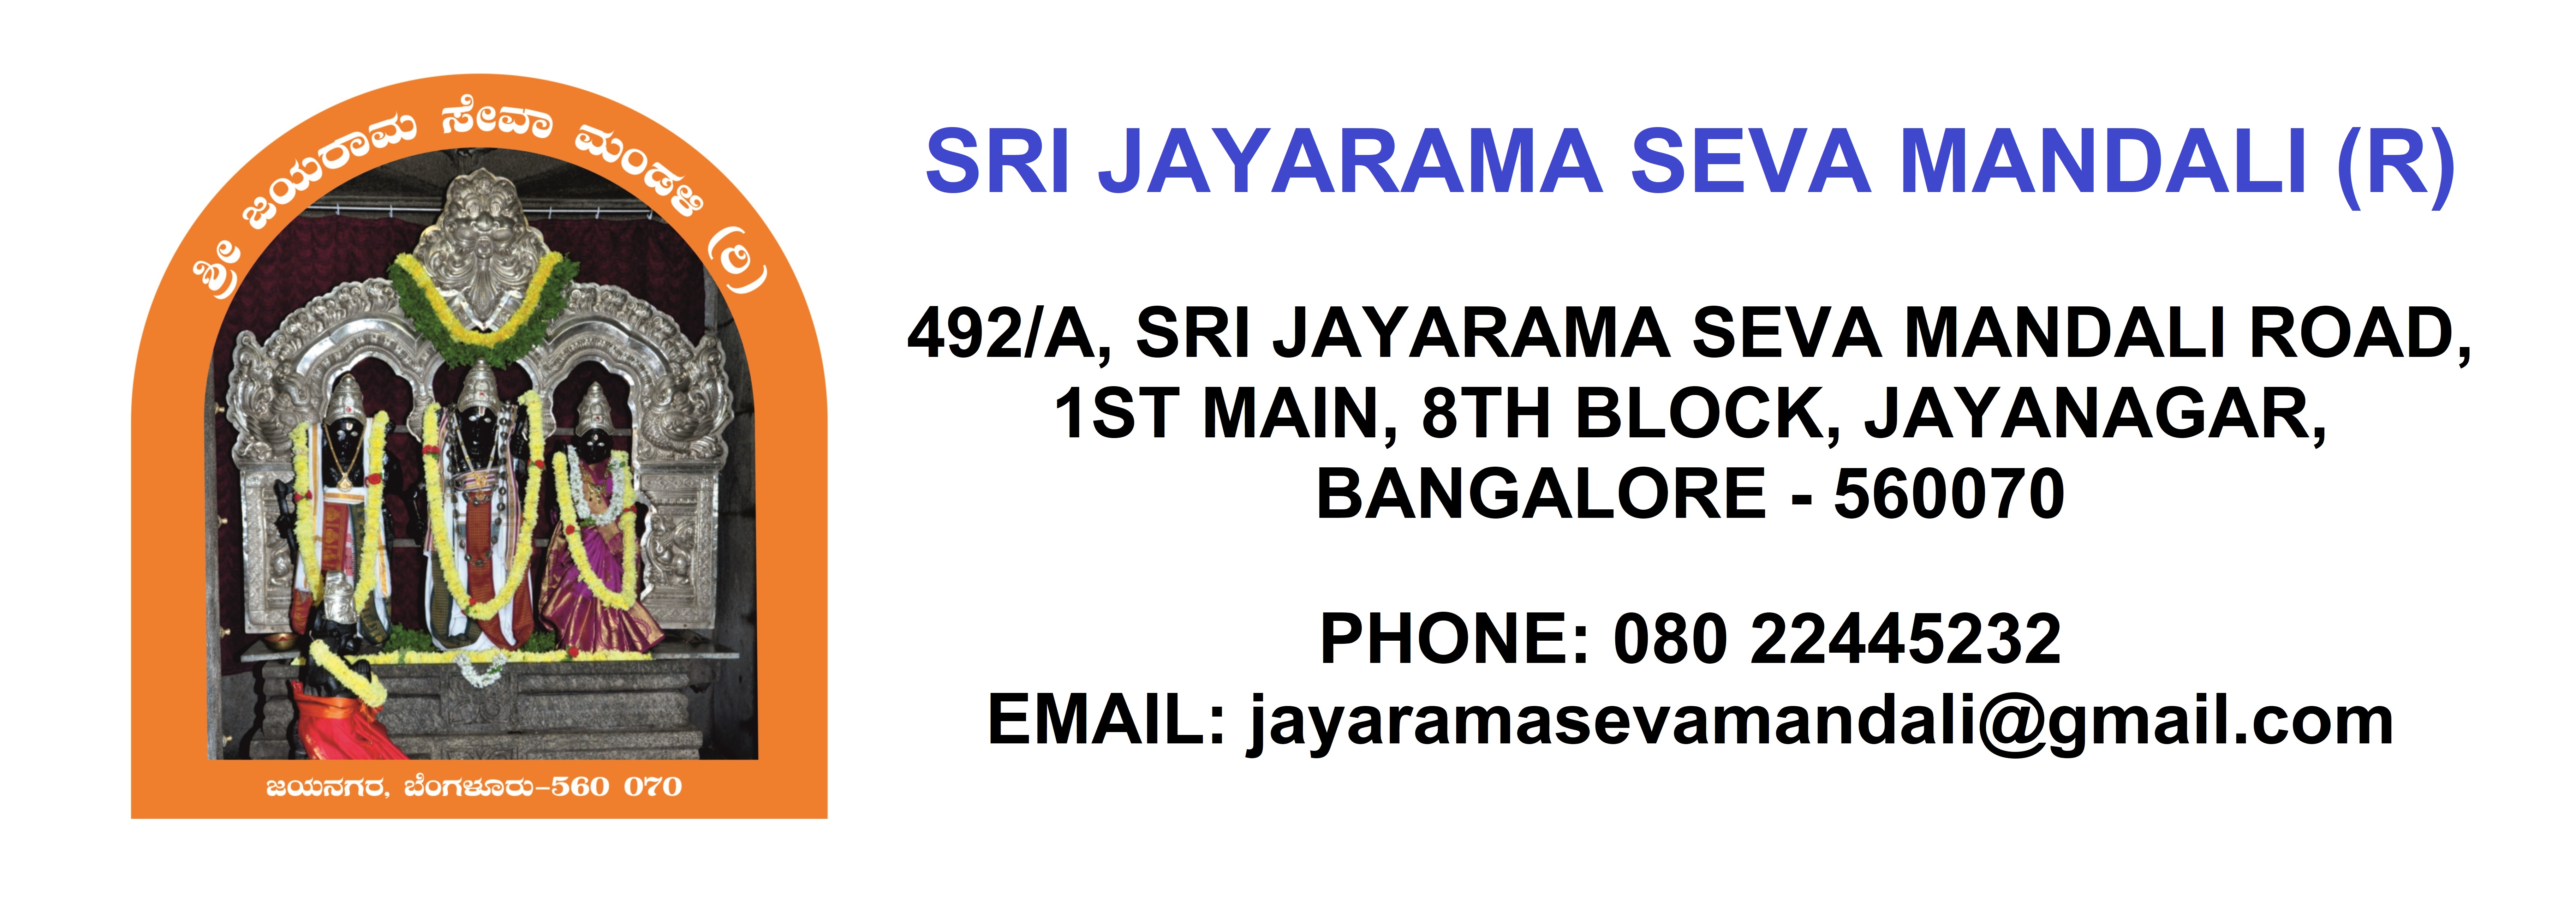 ಶ್ರೀ ಜಯರಾಮ ಸೇವಾ ಮಂಡಳಿ (ರಿ)
ಜಯನಗರ, ಬೆಂಗಳೂರು-560 070
SRI JAYARAMA SEVA MANDALI (R)
492/A, SRI JAYARAMA SEVA MANDALI ROAD,
1ST MAIN, 8TH BLOCK, JAYANAGAR,
BANGALORE - 560070
PHONE: 080 22445232
EMAIL: jayaramasevamandali@gmail.com